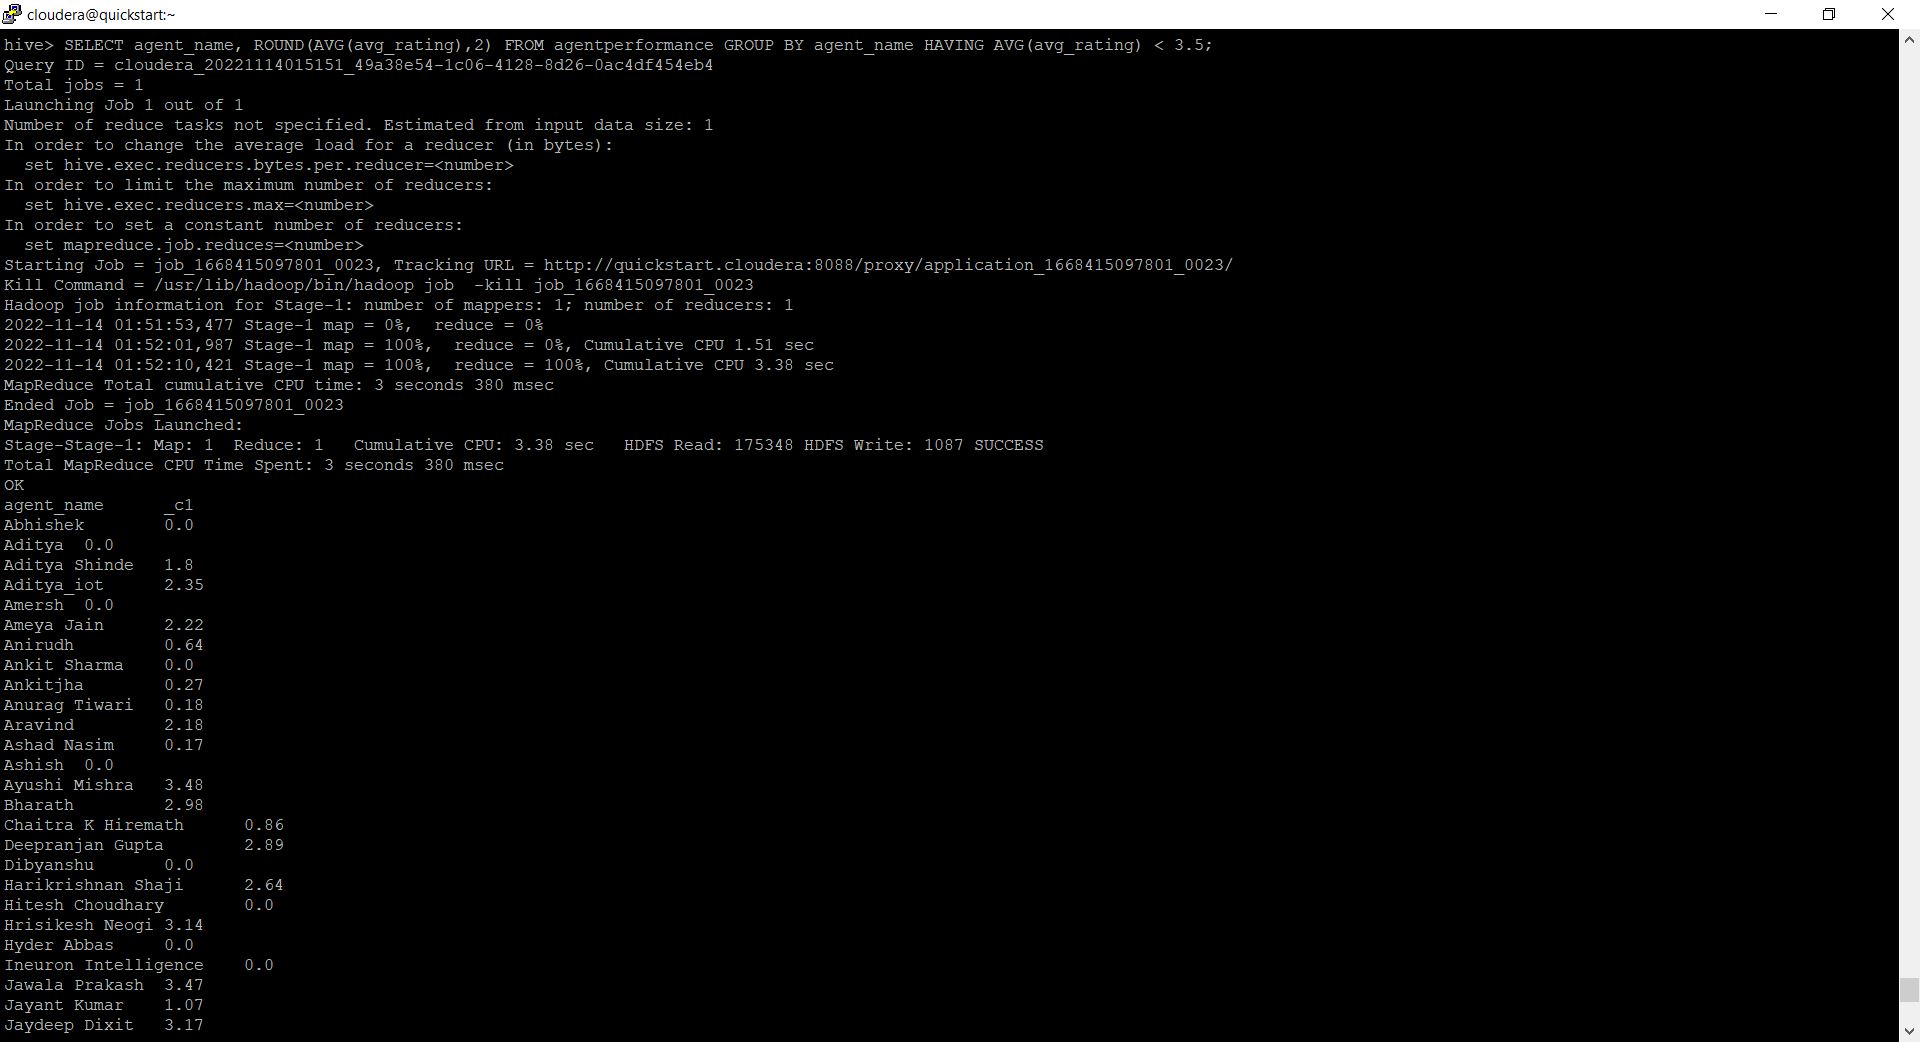 cloudera@quickstart:~
hive> SELECT agent_name, ROUND(AVG(avg_rating),2) FROM agentperformance GROUP BY agent_name HAVING AVG(avg_rating) < 3.5;
Query ID = cloudera_20221114015151_49a38e54-1c06-4128-8d26-0ac4df454eb4
Total jobs = 1
Launching Job 1 out of 1
Number of reduce tasks not specified. Estimated from input data size: 1
In order to change the average load for a reducer (in bytes):
  set hive.exec.reducers.bytes.per.reducer=<number>
In order to limit the maximum number of reducers:
  set hive.exec.reducers.max=<number>
In order to set a constant number of reducers:
  set mapreduce.job.reduces=<number>
Starting Job = job_1668415097801_0023, Tracking URL = http://quickstart.cloudera:8088/proxy/application_1668415097801_0023/
Kill Command = /usr/lib/hadoop/bin/hadoop job  -kill job_1668415097801_0023
Hadoop job information for Stage-1: number of mappers: 1; number of reducers: 1
2022-11-14 01:51:53,477 Stage-1 map = 0%,  reduce = 0%
2022-11-14 01:52:01,987 Stage-1 map = 100%,  reduce = 0%, Cumulative CPU 1.51 sec
2022-11-14 01:52:10,421 Stage-1 map = 100%,  reduce = 100%, Cumulative CPU 3.38 sec
MapReduce Total cumulative CPU time: 3 seconds 380 msec
Ended Job = job_1668415097801_0023
MapReduce Jobs Launched:
Stage-Stage-1: Map: 1  Reduce: 1   Cumulative CPU: 3.38 sec   HDFS Read: 175348 HDFS Write: 1087 SUCCESS
Total MapReduce CPU Time Spent: 3 seconds 380 msec
OK
agent_name      _c1
Abhishek        0.0
Aditya  0.0
Aditya Shinde   1.8
Aditya_iot      2.35
Amersh  0.0
Ameya Jain      2.22
Anirudh         0.64
Ankit Sharma    0.0
Ankitjha        0.27
Anurag Tiwari   0.18
Aravind         2.18
Ashad Nasim     0.17
Ashish  0.0
Ayushi Mishra   3.48
Bharath         2.98
Chaitra K Hiremath      0.86
Deepranjan Gupta        2.89
Dibyanshu       0.0
Harikrishnan Shaji      2.64
Hitesh Choudhary        0.0
Hrisikesh Neogi 3.14
Hyder Abbas     0.0
Ineuron Intelligence    0.0
Jawala Prakash  3.47
Jayant Kumar    1.07
Jaydeep Dixit   3.17